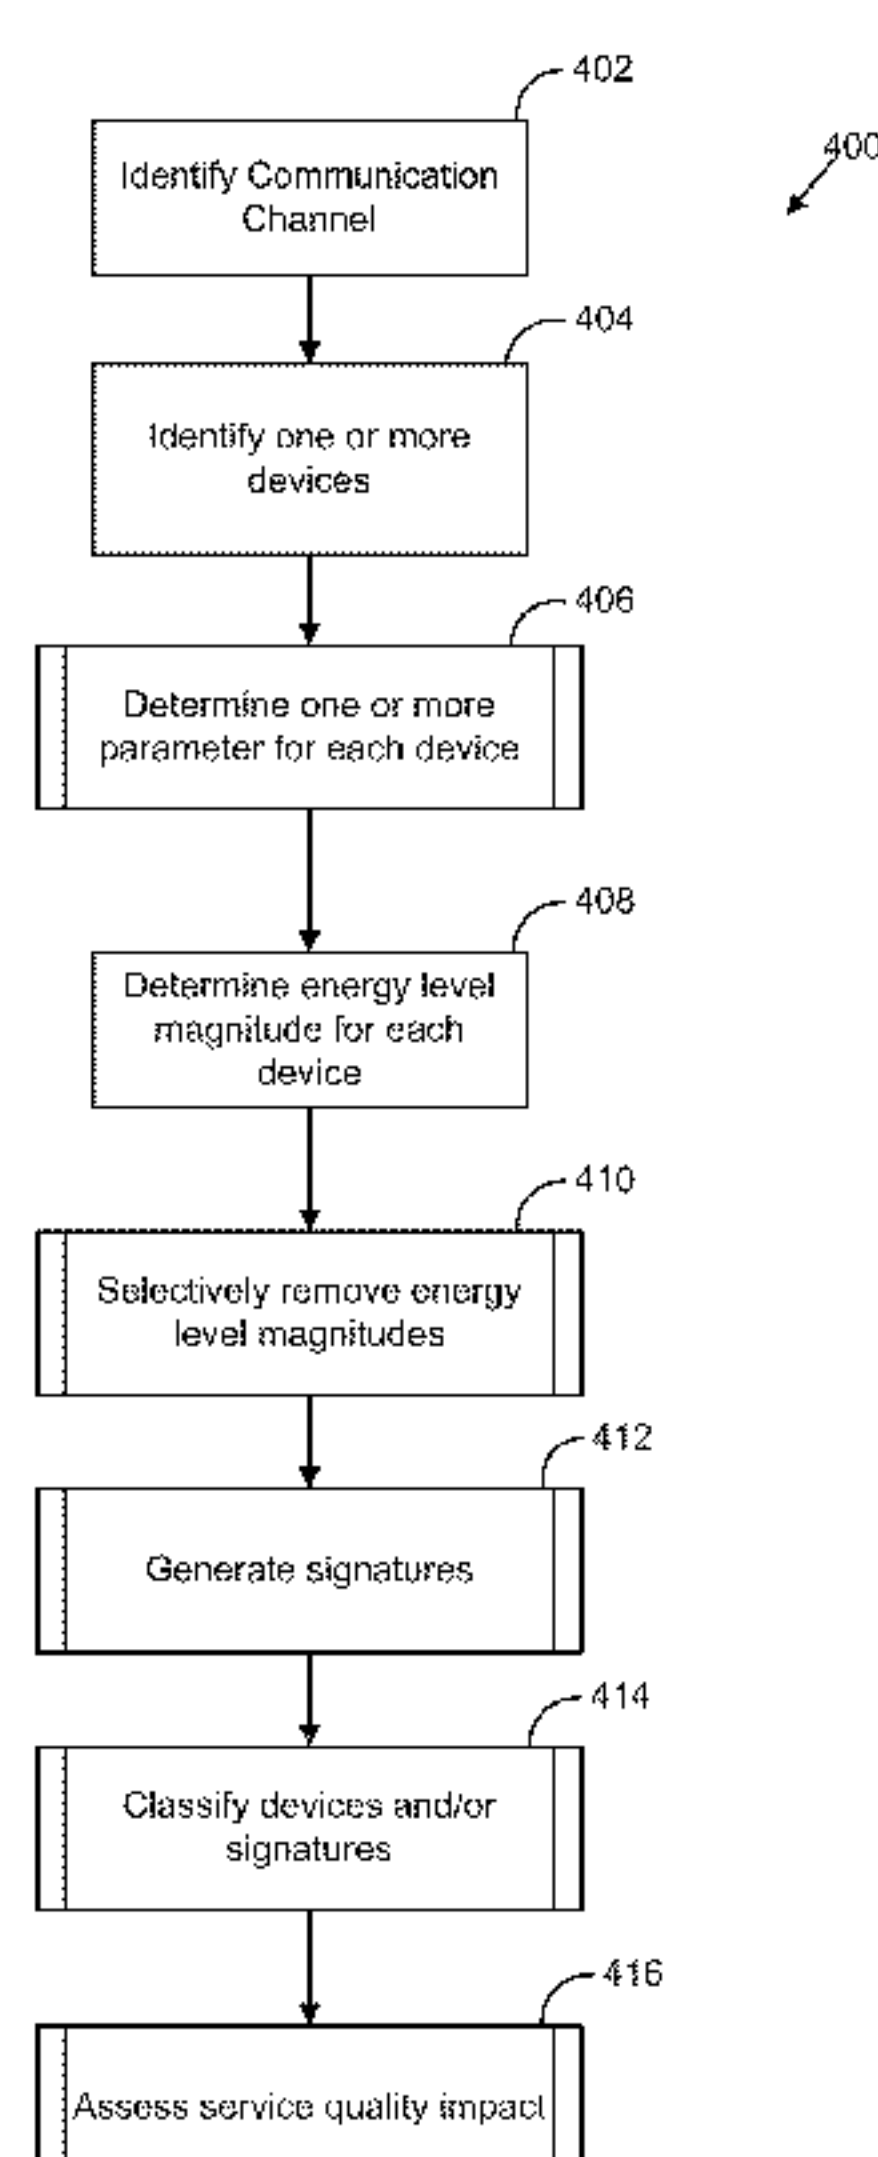 402
400
Identify Communication
Channel
404
Identify one or more
devices
406
Determine one or more
parameter for each device
408
Determine energy level
magnitude for each
device
410
Selectively remove energy
level magnitudes
412
Generate signatures
414
Classify devices and/or
signatures
416
Assess service quality impact